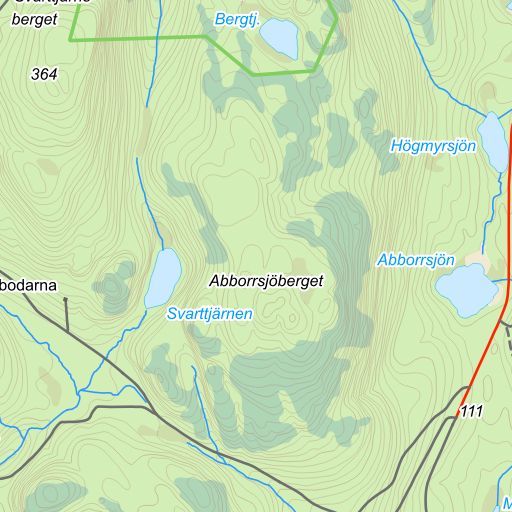 berget
Bergtj.
364
Högmyrsjön
Abborrsjön
bodarna
Abborrsjöberget
Svarttjärnen
111